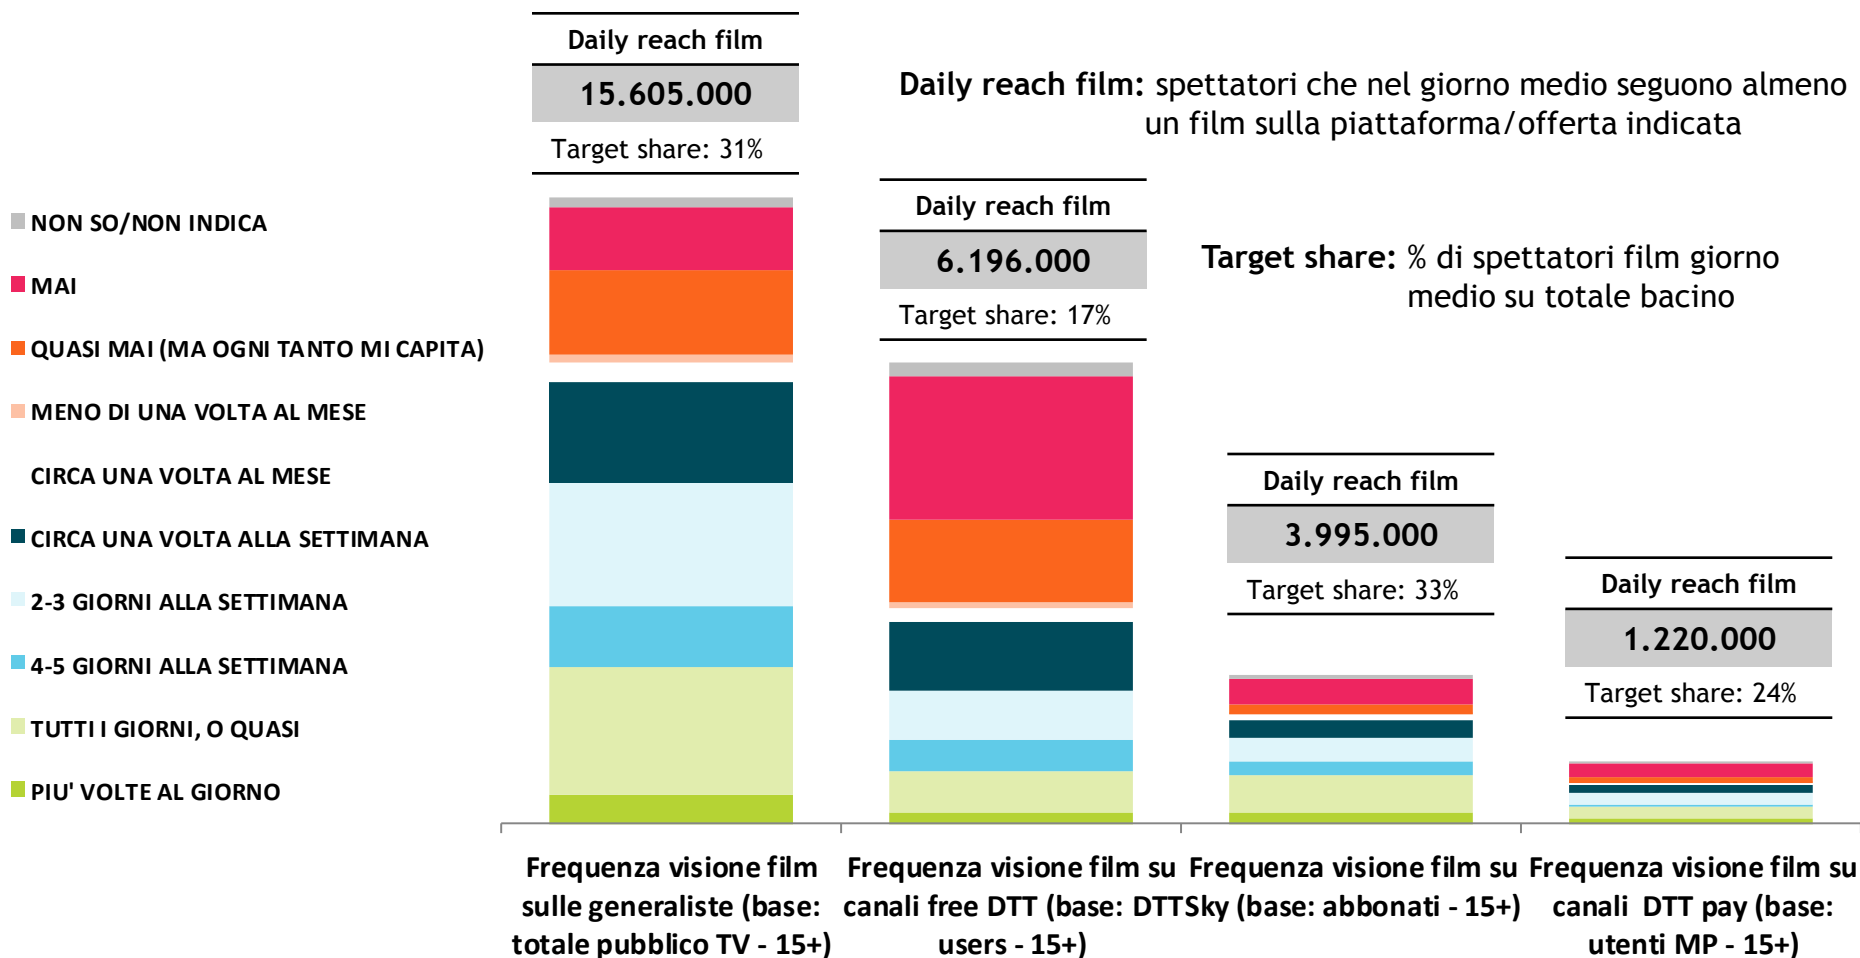 Daily reach film
15.605.000
Target share: 31%
Daily reach film: spettatori che nel giorno medio seguono almeno
un film sulla piattaforma/offerta indicata
Daily reach film
6.196.000
Target share: 17%
Target share: % di spettatori film giorno
medio su totale bacino
Daily reach film
3.995.000
Target share: 33%
Daily reach film
1.220.000
Target share: 24%
NON SO/NON INDICA
MAI
QUASI MAI (MA OGNI TANTO MI CAPITA)
MENO DI UNA VOLTA AL MESE
CIRCA UNA VOLTA AL MESE
CIRCA UNA VOLTA ALLA SETTIMANA
2-3 GIORNI ALLA SETTIMANA
4-5 GIORNI ALLA SETTIMANA
TUTTI I GIORNI, O QUASI
PIU' VOLTE AL GIORNO
Frequenza visione film
sulle generaliste (base:
totale pubblico TV - 15+)
Frequenza visione film su
canali free DTT (base: DTT
users - 15+)
Frequenza visione film su
Sky (base: abbonati - 15+)
Frequenza visione film su
canali DTT pay (base:
utenti MP - 15+)